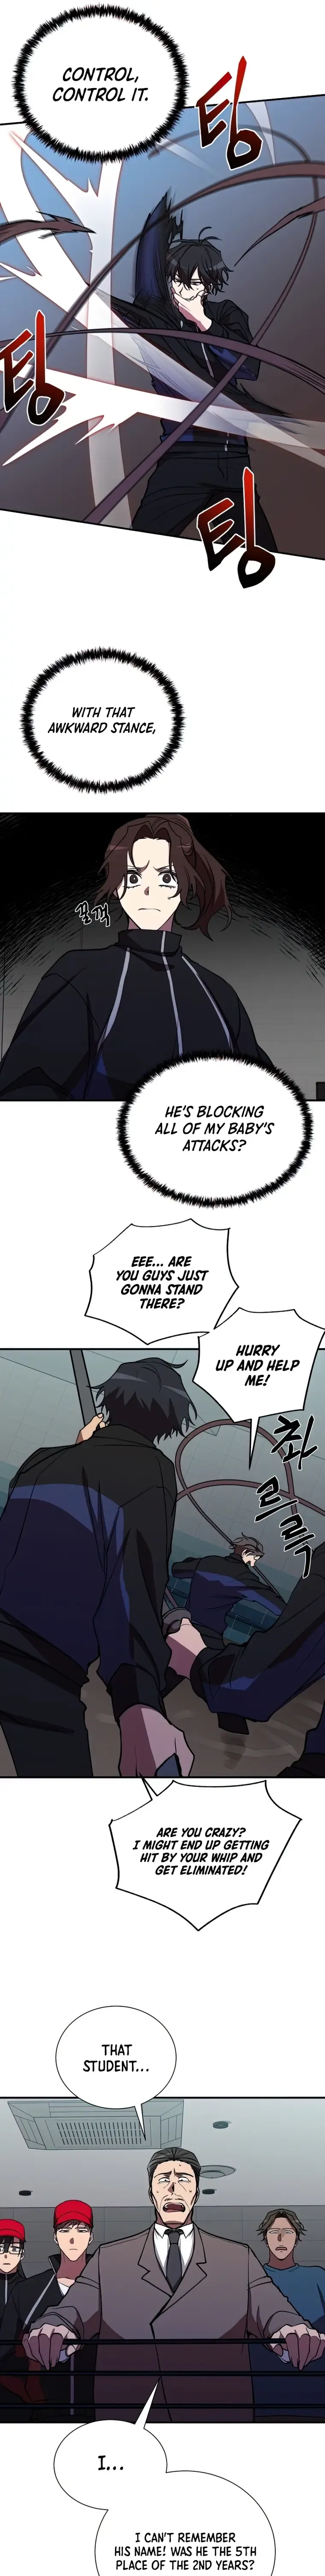 CONTROL,
CONTROL IT.
팅
팅
팅
WITH THAT
AWKWARD STANCE,
꿀꺽
HE'S BLOCKING
ALL OF MY BABY'S
ATTACKS?
EEE... ARE
YOU GUYS JUST
GONNA STAND
THERE?
HURRY
UP AND HELP
ME!
촤
르
륵
ARE YOU CRAZY?
I MIGHT END UP GETTING
HIT BY YOUR WHIP AND
GET ELIMINATED!
THAT
STUDENT...
I...
I CAN'T REMEMBER
HIS NAME! WAS HE THE 5TH
PLACE OF THE 2ND YEARS?